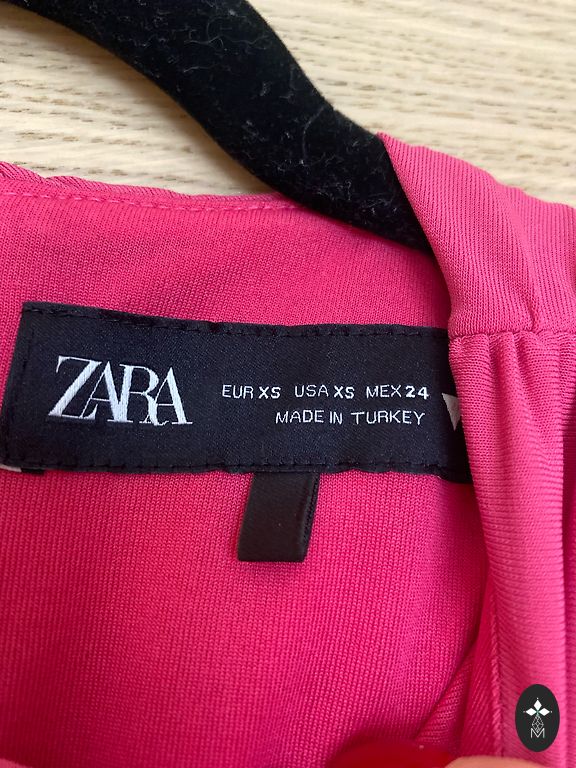 ZARA
EUR XS USA XS MEX 24
MADE IN TURKEY
M